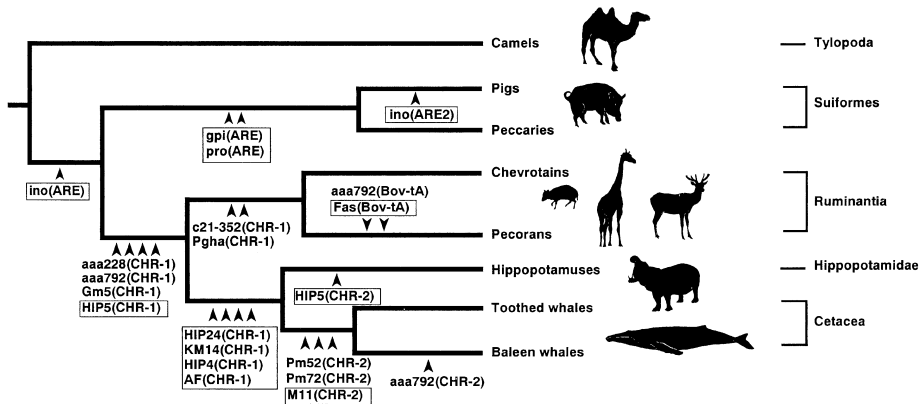 Camels
Tylopoda
Pigs
ino(ARE2)
Suiformes
gpi(ARE)
pro(ARE)
Peccaries
ino(ARE)
Chevrotains
aaa792(Bov-tA)
Fas(Bov-tA)
Ruminantia
c21-352(CHR-1)
Pgha(CHR-1)
Pecorans
aaa228(CHR-1)
aaa792(CHR-1)
Gm5(CHR-1)
HIP5(CHR-1)
Hippopotamuses
Hippopotamidae
HIP5(CHR-2)
Toothed whales
Cetacea
HIP24(CHR-1)
KM14(CHR-1)
HIP4(CHR-1)
AF(CHR-1)
Baleen whales
Pm52(CHR-2)
Pm72(CHR-2)
M11(CHR-2)
aaa792(CHR-2)